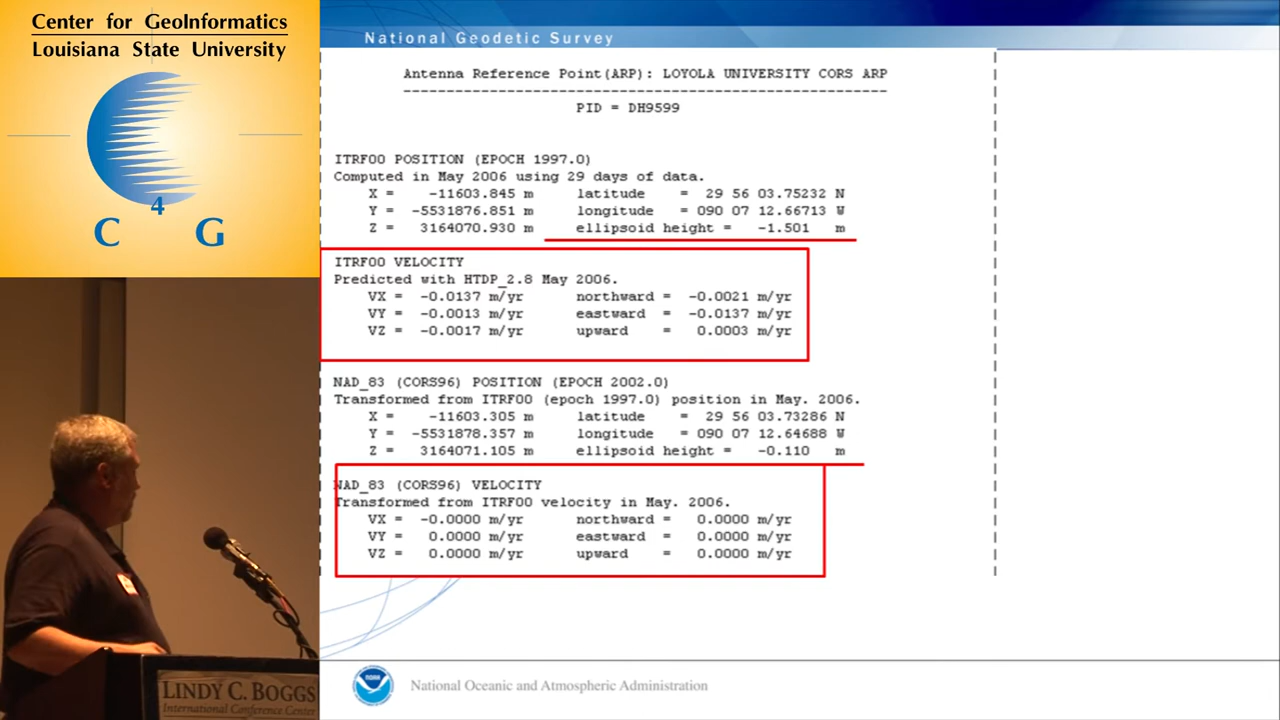 Center for GeoInformatics
Louisiana State University
C 4 G
National Geodetic Survey
Antenna Reference Point(ARP): LOYOLA UNIVERSITY CORS ARP
------------------------------------------------------------
PID = DH9599
ITRF00 POSITION (EPOCH 1997.0)
Computed in May 2006 using 29 days of data.
X = -11603.845 m latitude = 29 56 03.75232 N
Y = -5531876.851 m longitude = 090 07 12.66713 W
Z = 3164070.930 m ellipsoid height = -1.501 m
ITRF00 VELOCITY
Predicted with HTDP_2.8 May 2006.
VX = -0.0137 m/yr northward = -0.0021 m/yr
VY = -0.0013 m/yr eastward = -0.0137 m/yr
VZ = -0.0017 m/yr upward = 0.0003 m/yr
NAD_83 (CORS96) POSITION (EPOCH 2002.0)
Transformed from ITRF00 (epoch 1997.0) position in May. 2006.
X = -11603.305 m latitude = 29 56 03.73286 N
Y = -5531878.357 m longitude = 090 07 12.64688 W
Z = 3164071.105 m ellipsoid height = -0.110 m
NAD_83 (CORS96) VELOCITY
Transformed from ITRF00 velocity in May. 2006.
VX = -0.0000 m/yr northward = 0.0000 m/yr
VY = 0.0000 m/yr eastward = 0.0000 m/yr
VZ = 0.0000 m/yr upward = 0.0000 m/yr
NOAA
National Oceanic and Atmospheric Administration
LINDY C. BOGGS
International Conference Center